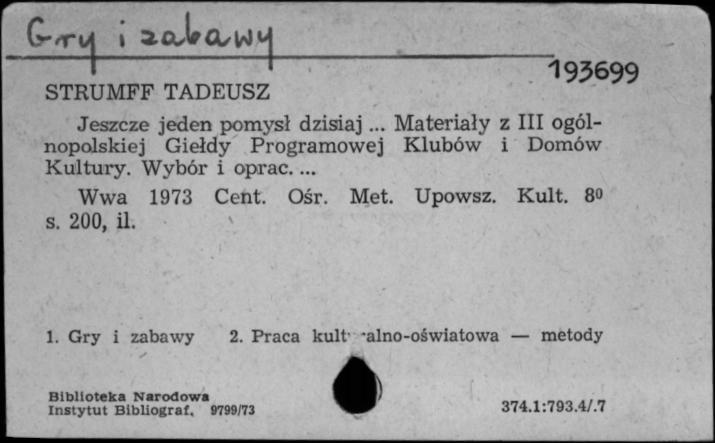 Gry i zabawy
193699
STRUMFF TADEUSZ
Jeszcze jeden pomysł dzisiaj ... Materiały z III ogól-
nopolskiej Giełdy Programowej Klubów i Domów
Kultury. Wybór i oprac. ...
Wwa 1973 Cent. Ośr. Met. Upowsz. Kult. 8⁰
s. 200, il.
1. Gry i zabawy 2. Praca kult alno-oświatowa — metody
Biblioteka Narodowa
Instytut Bibliograf. 9799/73
374.1:793.4/.7